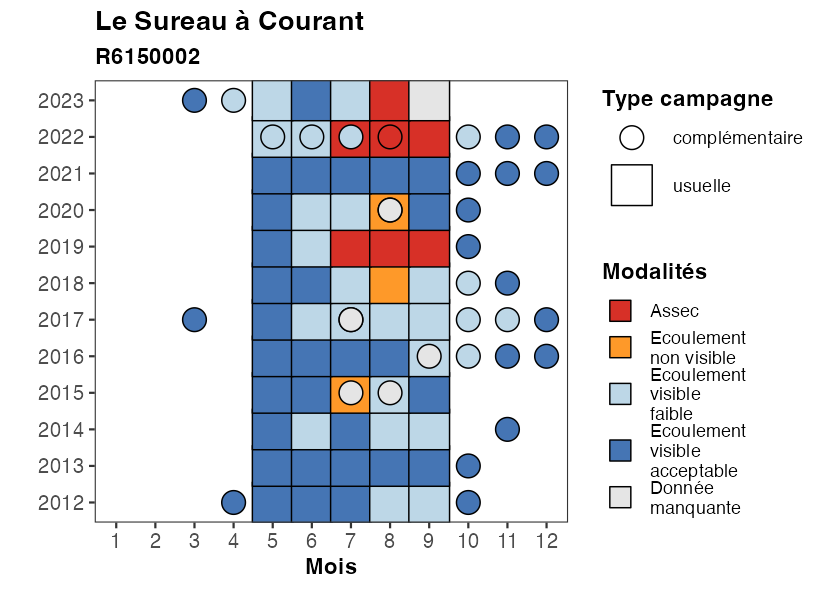 Le Sureau à Courant
R6150002
2023
2022
2021
2020
2019
2018
2017
2016
2015
2014
2013
2012
1 2 3 4 5 6 7 8 9 10 11 12
Mois
Type campagne
complémentaire
usuelle
Modalités
Assec
Ecoulement
non visible
Ecoulement
visible
faible
Ecoulement
visible
acceptable
Donnée
manquante